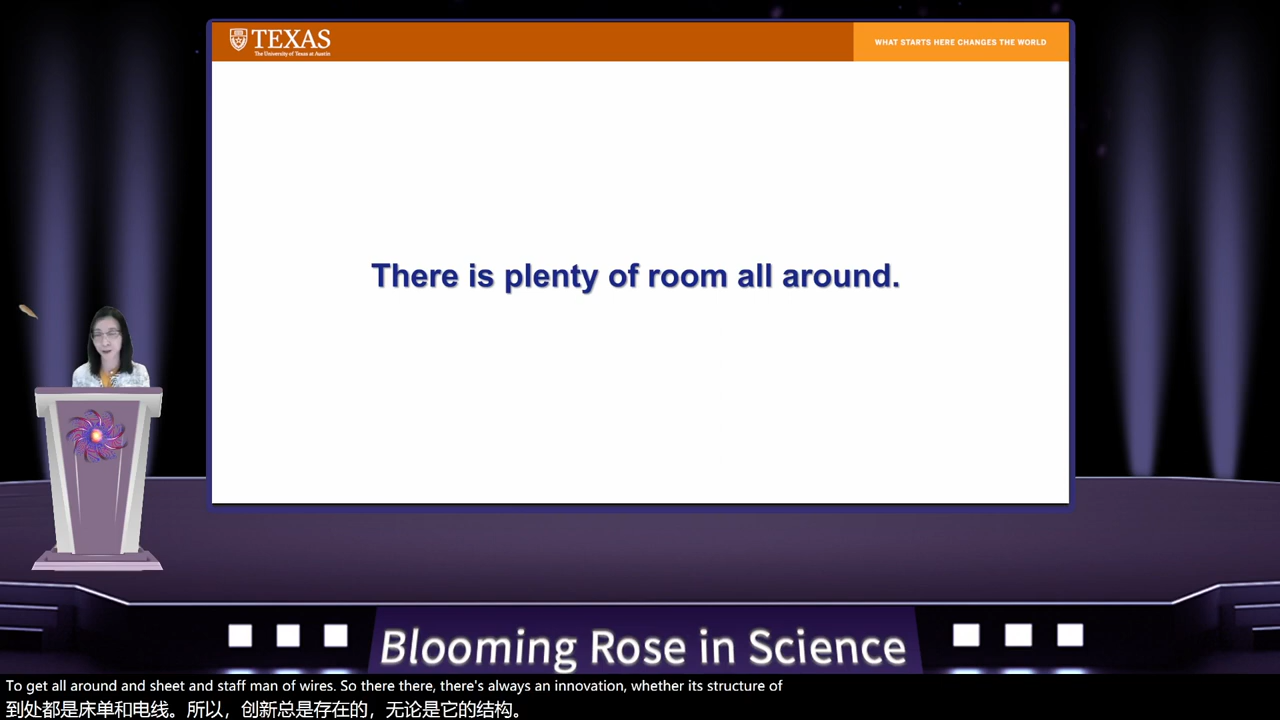 TEXAS
The University of Texas at Austin
WHAT STARTS HERE CHANGES THE WORLD
There is plenty of room all around.
Blooming Rose in Science
To get all around and sheet and staff man of wires. So there there, there's always an innovation, whether its structure of
到处都是床单和电线。所以，创新总是存在的，无论是它的结构。